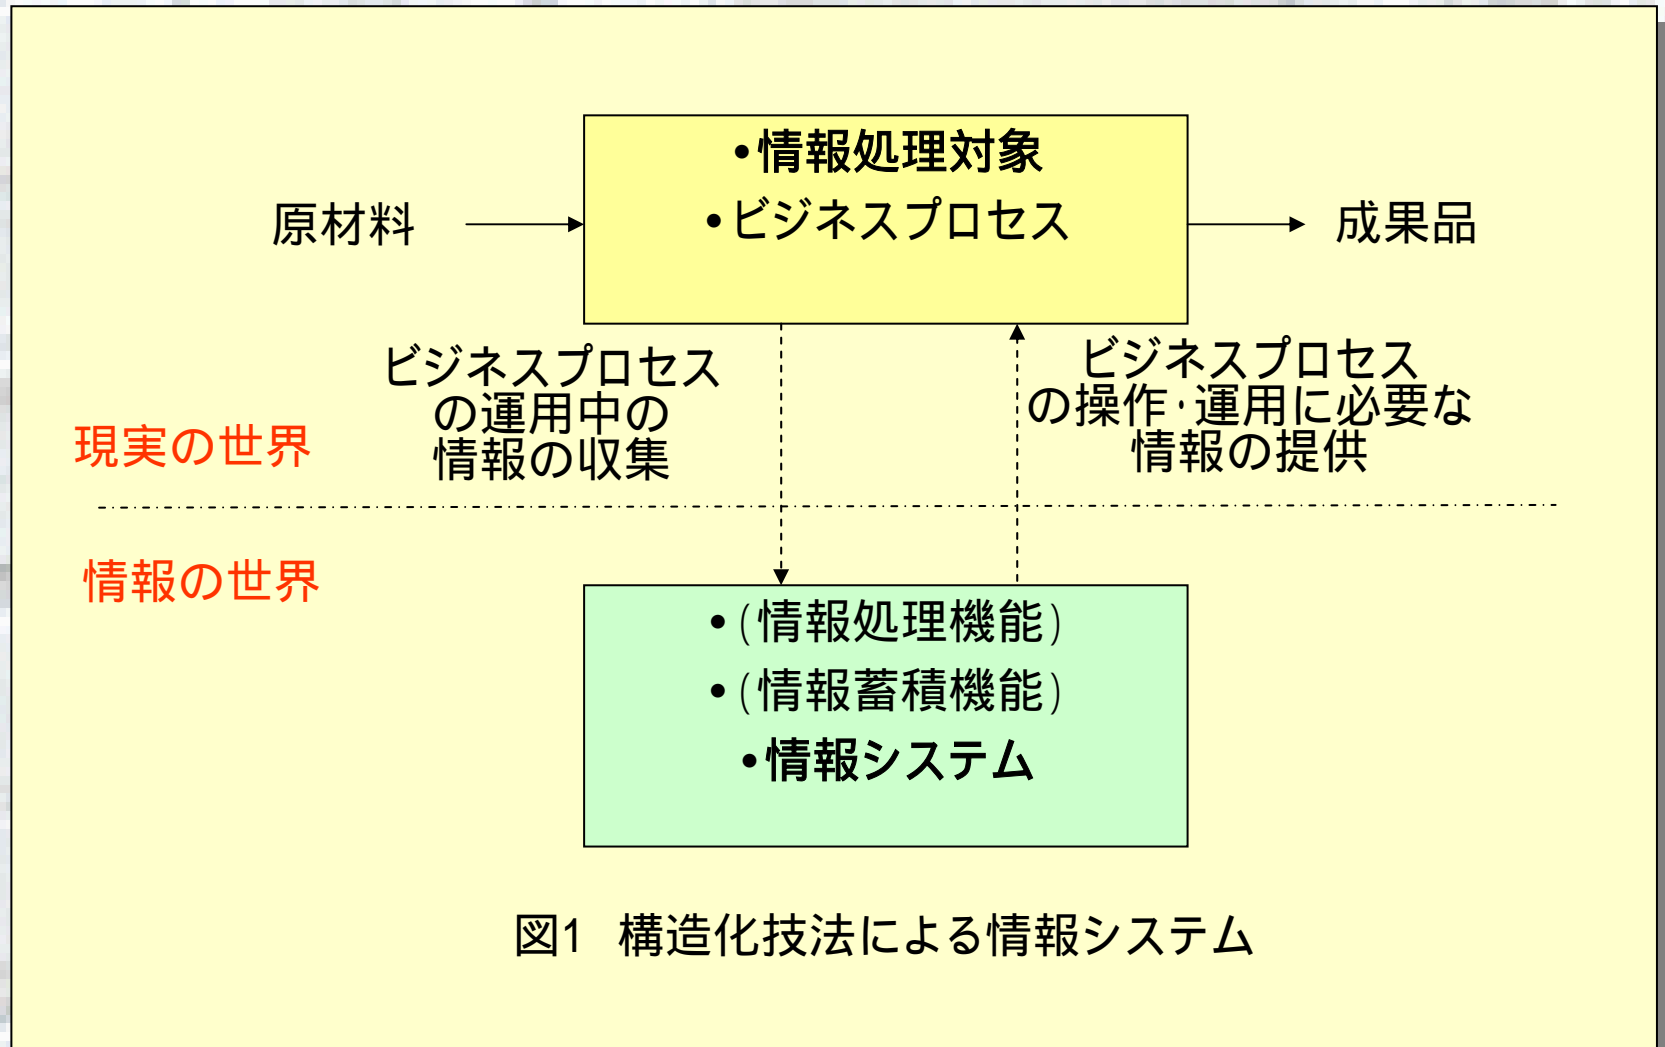 •情報処理対象
•ビジネスプロセス
原材料
成果品
ビジネスプロセス
の運用中の
情報の収集
ビジネスプロセス
の操作・運用に必要な
情報の提供
現実の世界
情報の世界
•(情報処理機能)
•(情報蓄積機能)
•情報システム
図1 構造化技法による情報システム